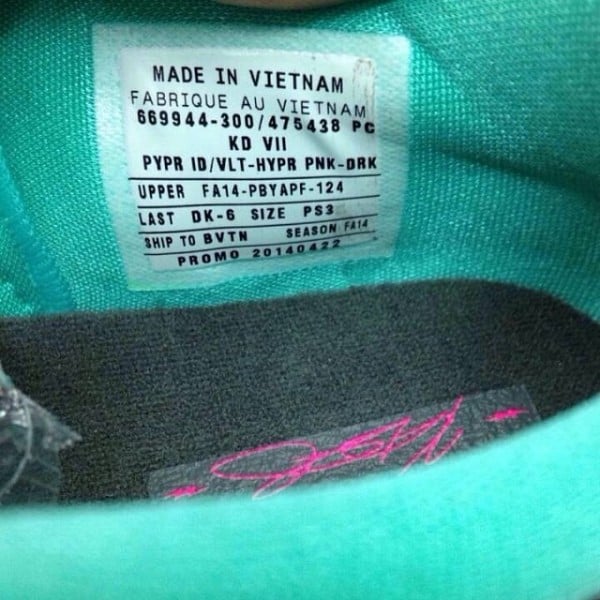 MADE IN VIETNAM
FABRIQUE AU VIETNAM
669944-300/475438 PC
KD VII
PYPR ID/VLT-HYPR PNK-DRK
UPPER FA14-PBYAPF-124
LAST DK-6 SIZE PS3
SHIP TO BVTN SEASON FA14
PROMO 20140422